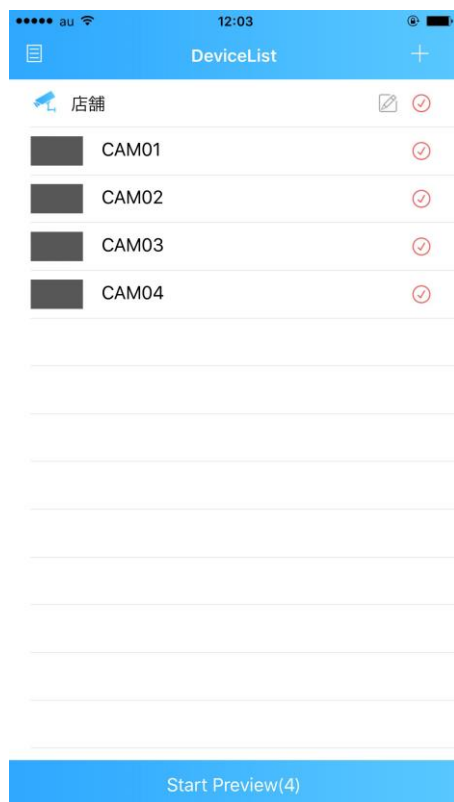 au 12:03
DeviceList
店舗
CAM01
CAM02
CAM03
CAM04
Start Preview(4)